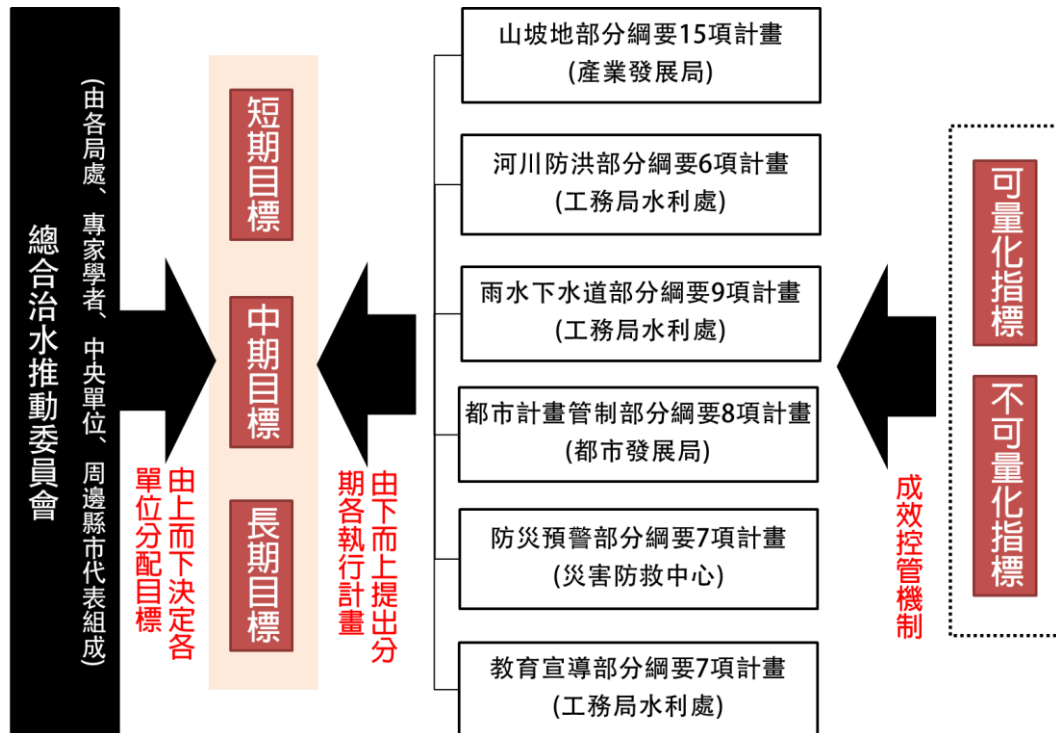 總合治水推動委員會
(由各局處、專家學者、中央單位、周邊縣市代表組成)
由上而下決定各
單位分配目標
短期目標
中期目標
長期目標
由下而上提出分
期各執行計畫
山坡地部分綱要15項計畫
(產業發展局)
河川防洪部分綱要6項計畫
(工務局水利處)
雨水下水道部分綱要9項計畫
(工務局水利處)
都市計畫管制部分綱要8項計畫
(都市發展局)
防災預警部分綱要7項計畫
(災害防救中心)
教育宣導部分綱要7項計畫
(工務局水利處)
成效控管機制
可量化指標
不可量化指標